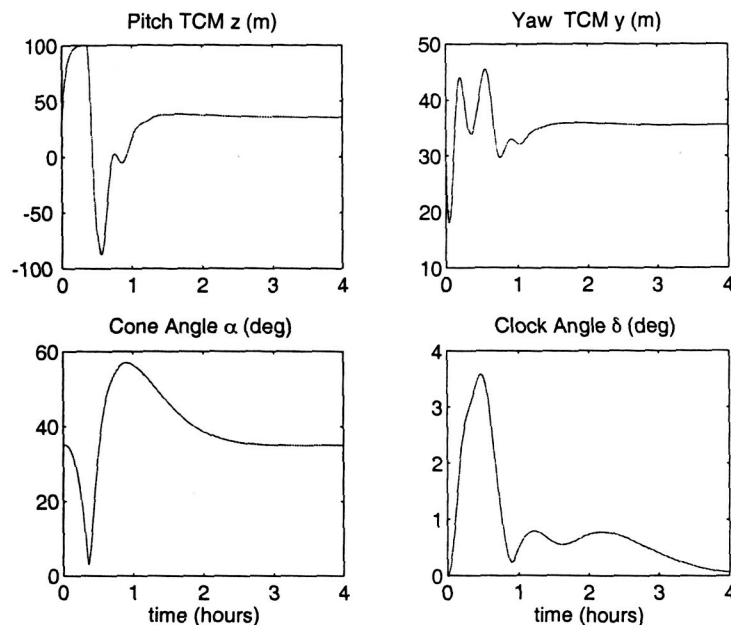 Pitch TCM z (m)
100
50
0
-50
-100
0 1 2 3 4
Yaw TCM y (m)
50
40
30
20
10
0 1 2 3 4
Cone Angle α (deg)
60
40
20
0
0 1 2 3 4
time (hours)
Clock Angle δ (deg)
4
3
2
1
0
0 1 2 3 4
time (hours)